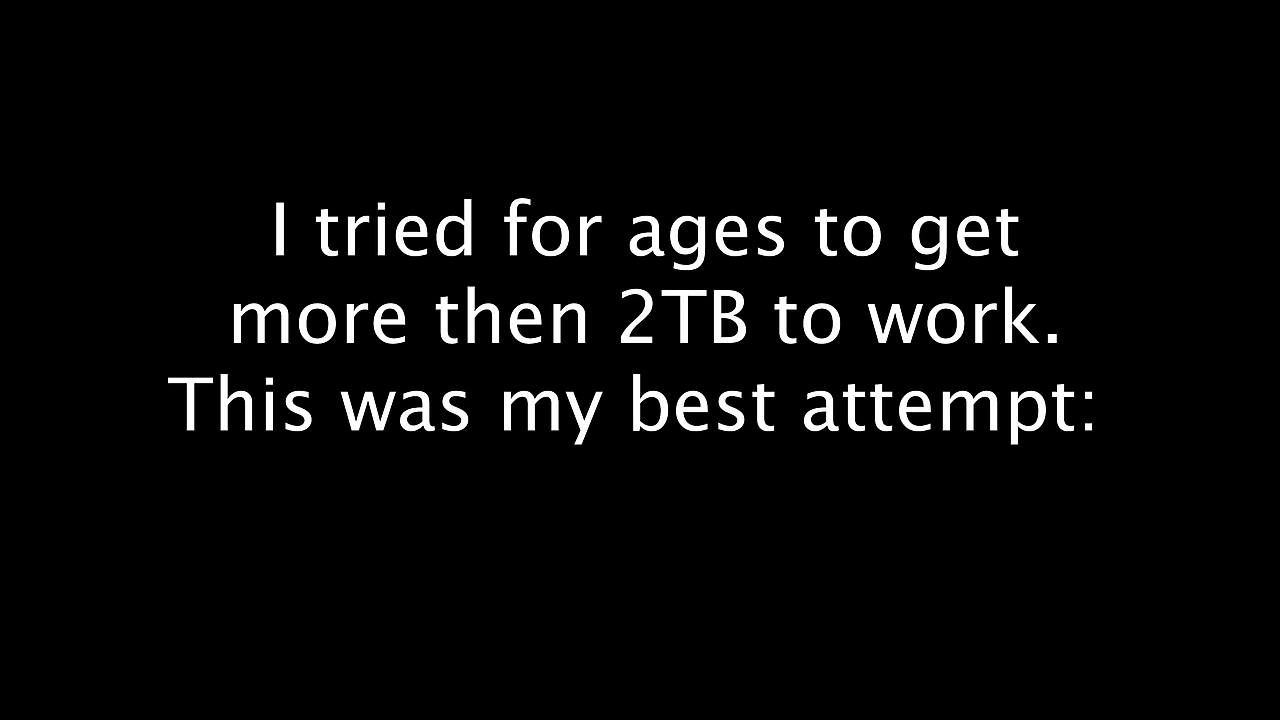 I tried for ages to get
more then 2TB to work.
This was my best attempt: